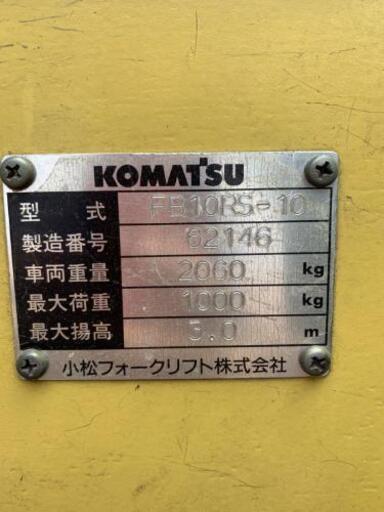 KOMATSU
型式 FB10RS-10
製造番号 62146
車両重量 2060 kg
最大荷重 1000 kg
最大揚高 3.0 m
小松フォークリフト株式会社